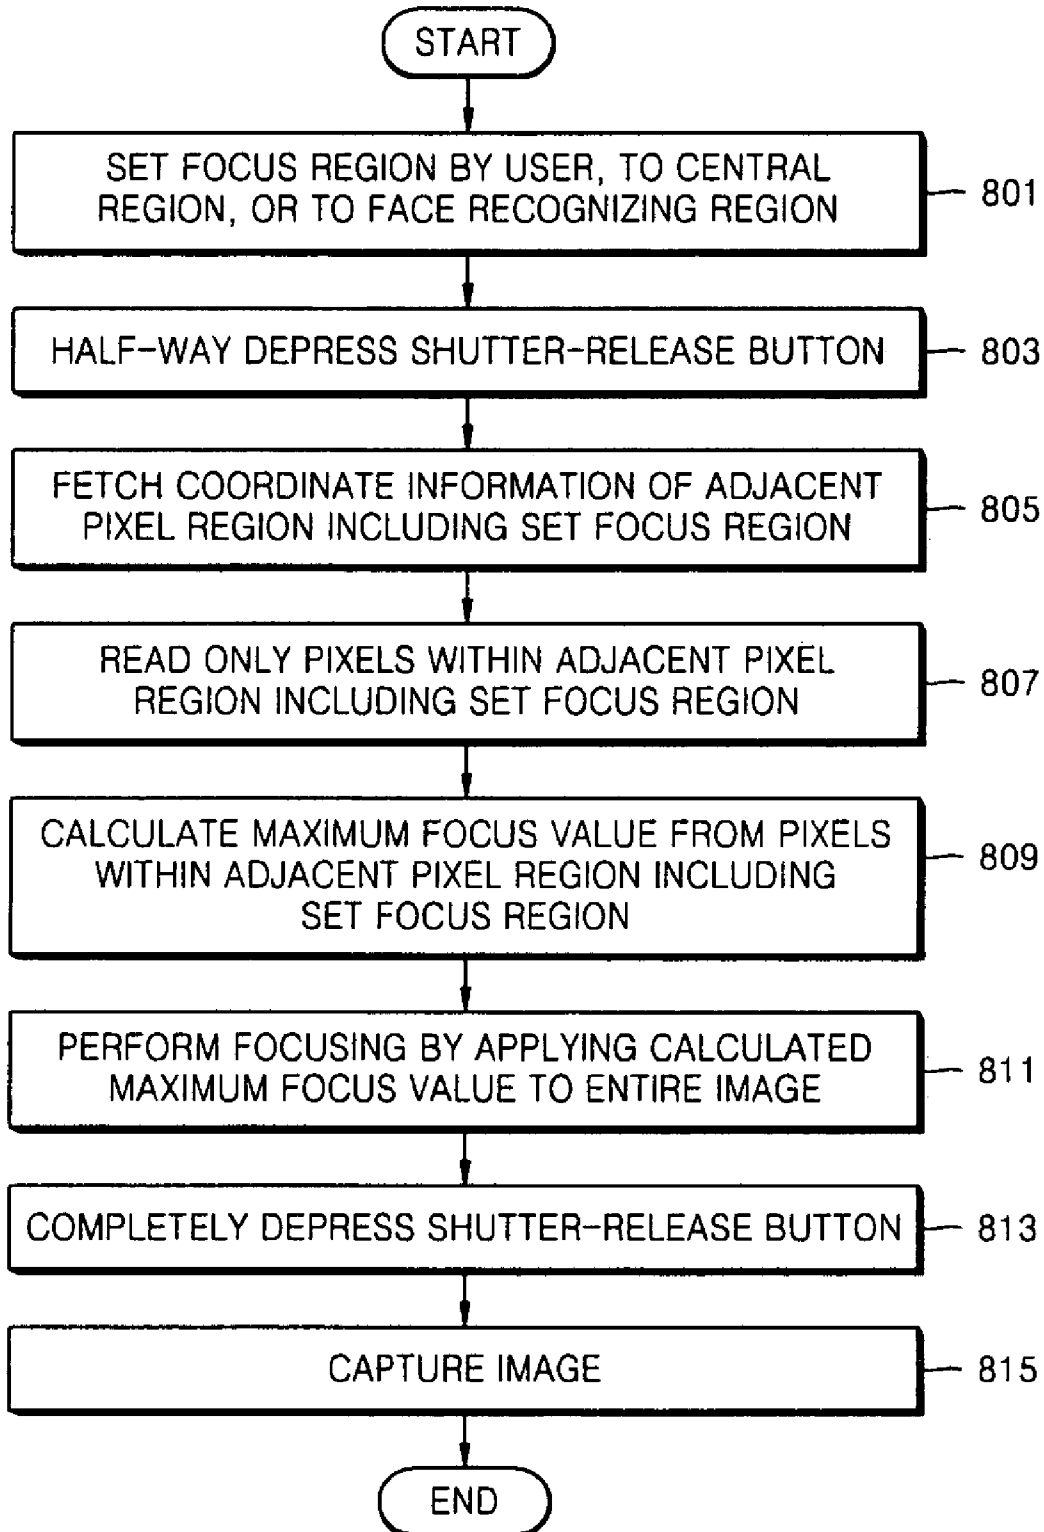 START
SET FOCUS REGION BY USER, TO CENTRAL
REGION, OR TO FACE RECOGNIZING REGION
801
HALF-WAY DEPRESS SHUTTER-RELEASE BUTTON
803
FETCH COORDINATE INFORMATION OF ADJACENT
PIXEL REGION INCLUDING SET FOCUS REGION
805
READ ONLY PIXELS WITHIN ADJACENT PIXEL
REGION INCLUDING SET FOCUS REGION
807
CALCULATE MAXIMUM FOCUS VALUE FROM PIXELS
WITHIN ADJACENT PIXEL REGION INCLUDING
SET FOCUS REGION
809
PERFORM FOCUSING BY APPLYING CALCULATED
MAXIMUM FOCUS VALUE TO ENTIRE IMAGE
811
COMPLETELY DEPRESS SHUTTER-RELEASE BUTTON
813
CAPTURE IMAGE
815
END